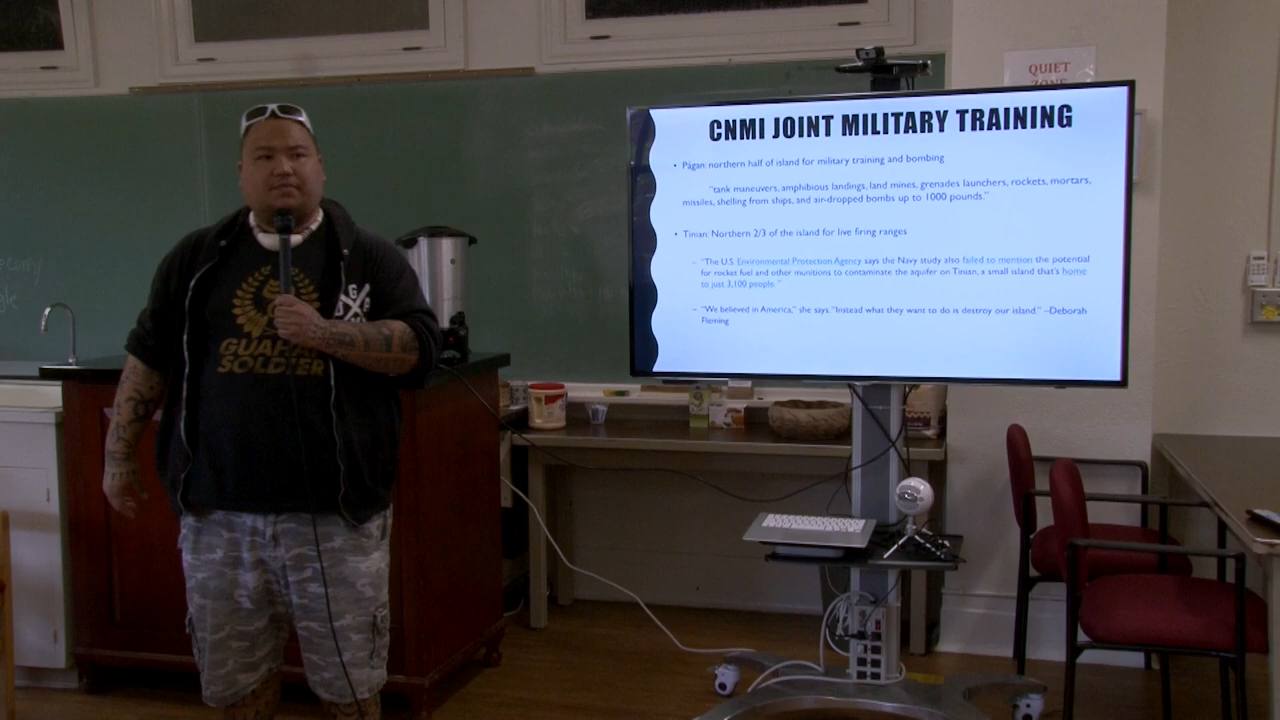 QUIET
ZONE
CNMI JOINT MILITARY TRAINING
• Pagan: northern half of island for military training and bombing
"tank maneuvers, amphibious landings, land mines, grenades launchers, rockets, mortars,
missiles, shelling from ships, and air-dropped bombs up to 1000 pounds."
• Tinian: Northern 2/3 of the island for live firing ranges
– "The U.S. Environmental Protection Agency says the Navy study also failed to mention the potential
for rocket fuel and other munitions to contaminate the aquifer on Tinian, a small island that's home
to just 3,100 people. "
– "We believed in America," she says. "Instead what they want to do is destroy our island." –Deborah
Fleming
GUAHAN
SOLDIER